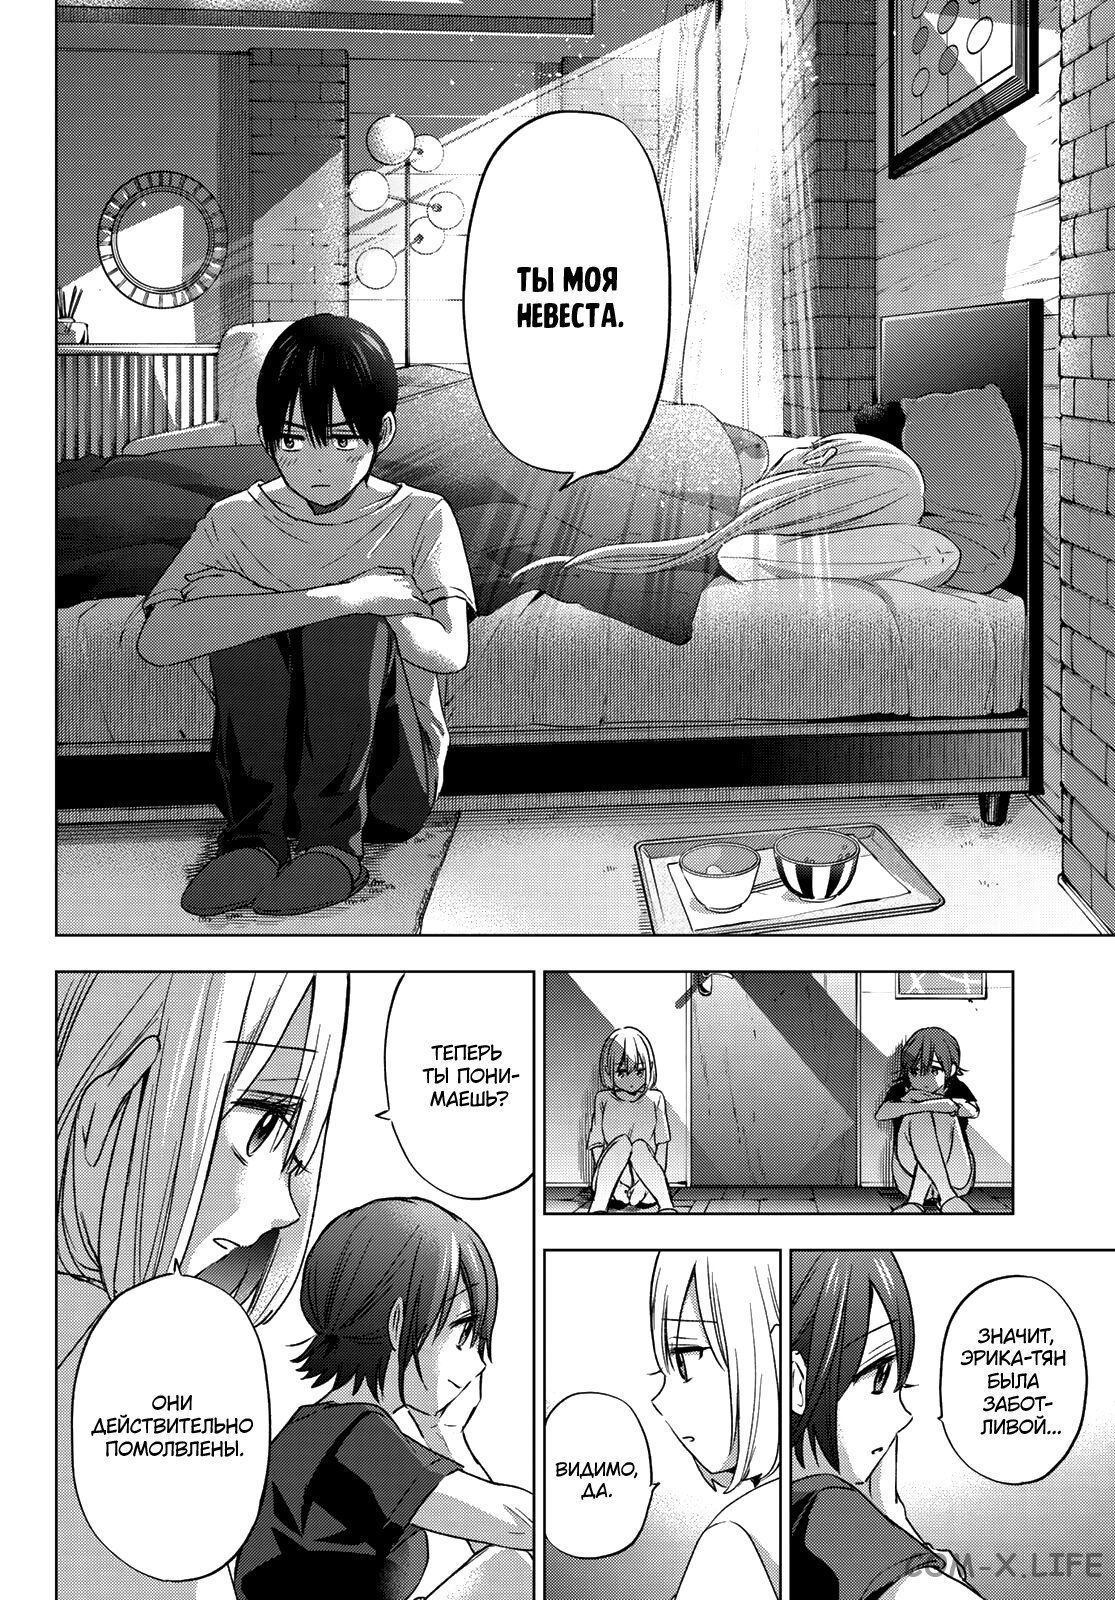 ТЫ МОЯ
НЕВЕСТА.
ЗНАЧИТ,
ЭРИКА-ТЯН
БЫЛА
ЗАБОТ-
ЛИВОЙ...
ВИДИМО,
ДА.
ТЕПЕРЬ
ТЫ ПОНИ-
МАЕШЬ?
ОНИ
ДЕЙСТВИТЕЛЬНО
ПОМОЛВЛЕНЫ.
COM-X.LIFE